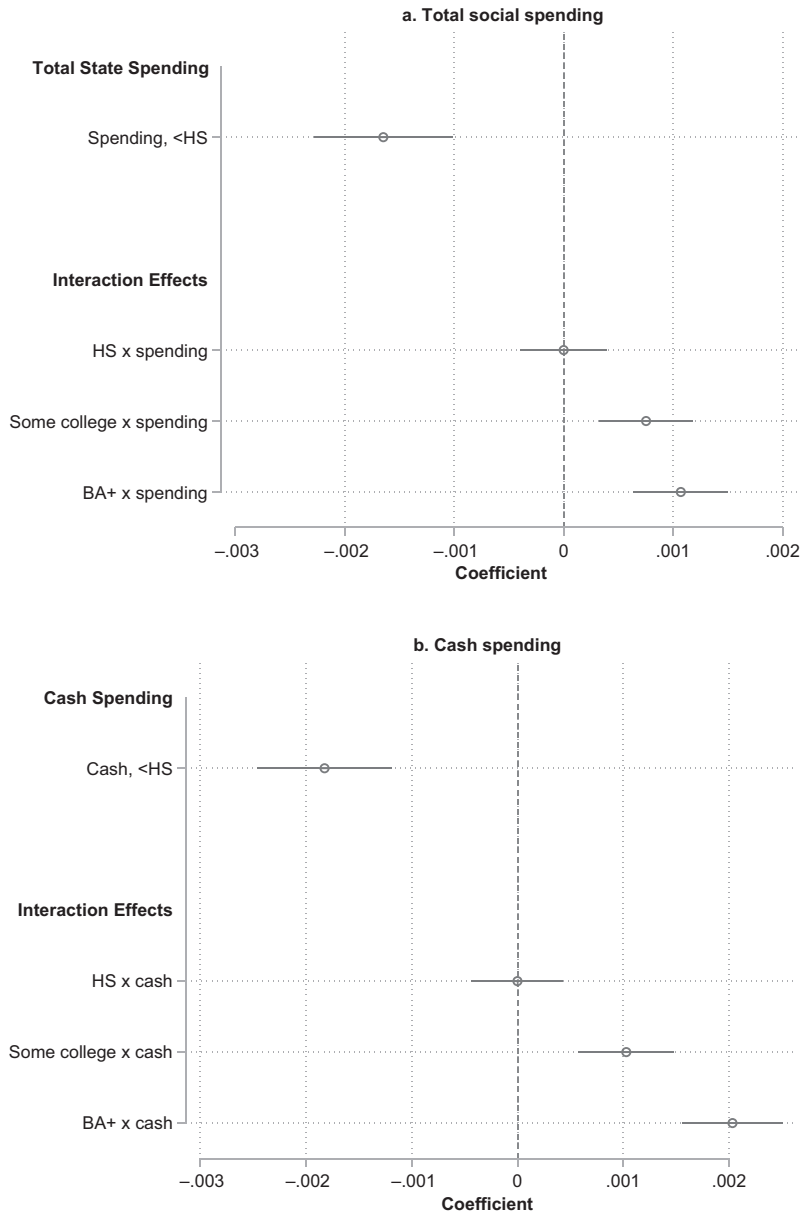 a. Total social spending
Total State Spending
Spending, <HS
Interaction Effects
HS x spending
Some college x spending
BA+ x spending
–.003 –.002 –.001 0 .001 .002
Coefficient
b. Cash spending
Cash Spending
Cash, <HS
Interaction Effects
HS x cash
Some college x cash
BA+ x cash
–.003 –.002 –.001 0 .001 .002
Coefficient